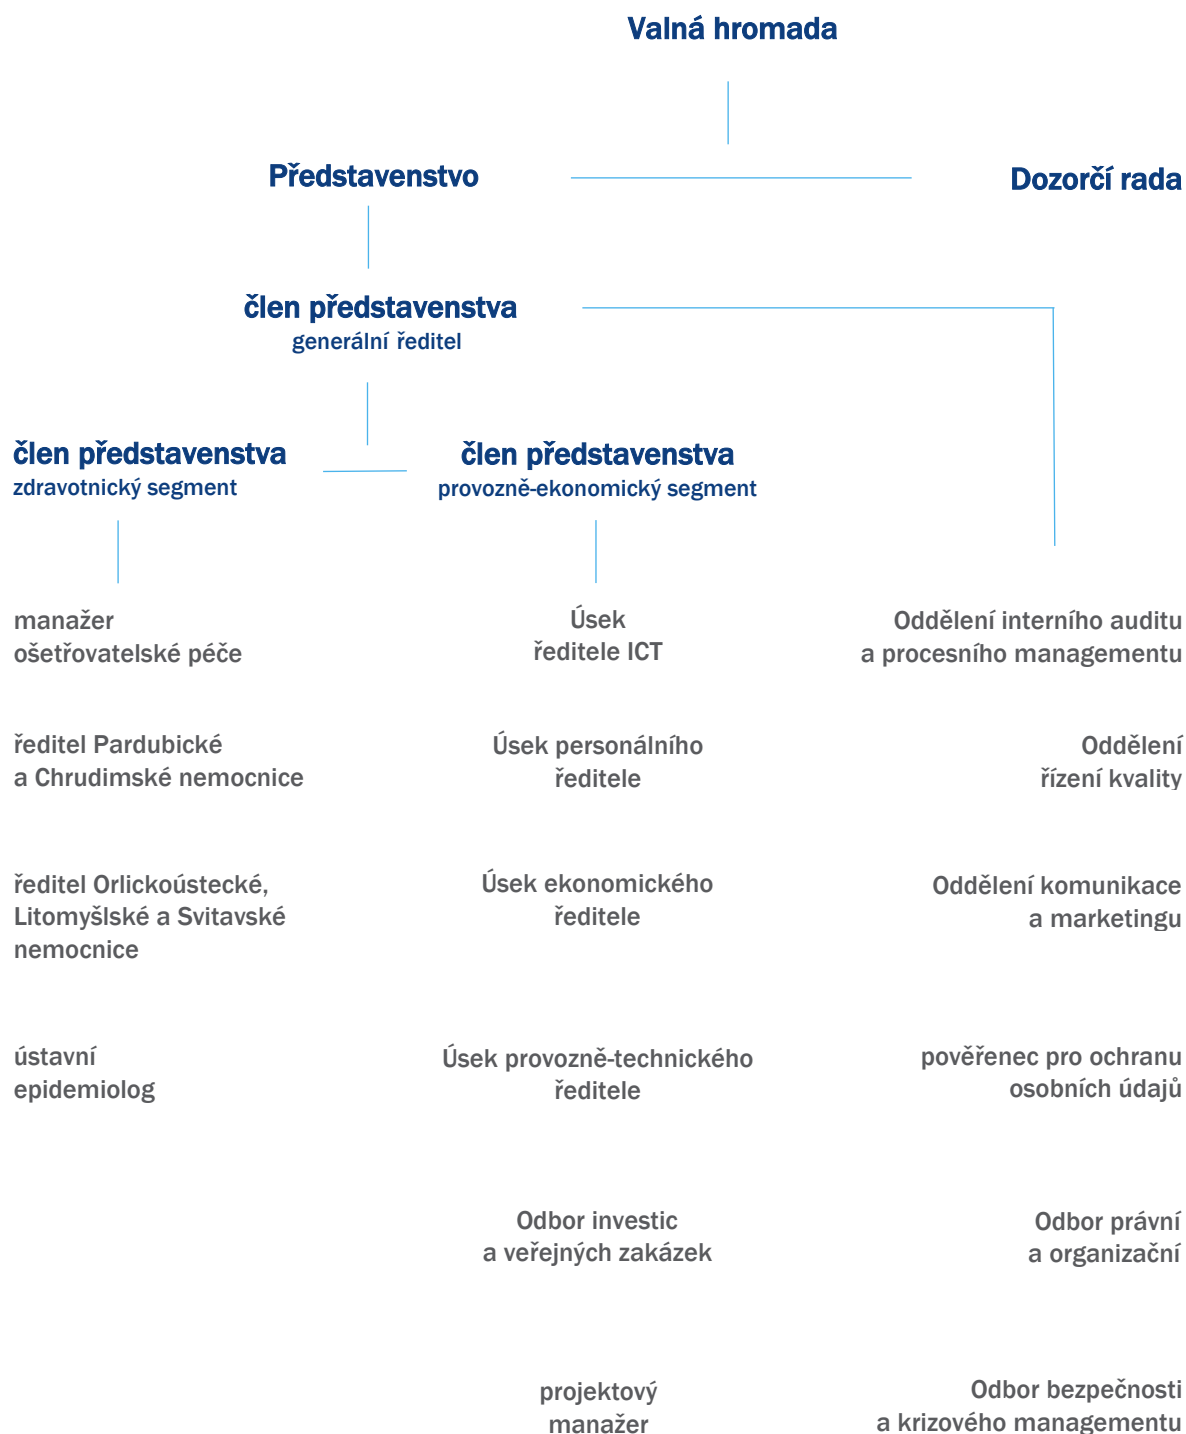 Valná hromada
Představenstvo
Dozorčí rada
člen představenstva
generální ředitel
člen představenstva
zdravotnický segment
člen představenstva
provozně-ekonomický segment
manažer
ošetřovatelské péče
Úsek
ředitele ICT
Oddělení interního auditu
a procesního managementu
ředitel Pardubické
a Chrudimské nemocnice
Úsek personálního
ředitele
Oddělení
řízení kvality
ředitel Orlickoústecké,
Litomyšlské a Svitavské
nemocnice
Úsek ekonomického
ředitele
Oddělení komunikace
a marketingu
ústavní
epidemiolog
Úsek provozně-technického
ředitele
pověřenec pro ochranu
osobních údajů
Odbor investic
a veřejných zakázek
Odbor právní
a organizační
projektový
manažer
Odbor bezpečnosti
a krizového managementu